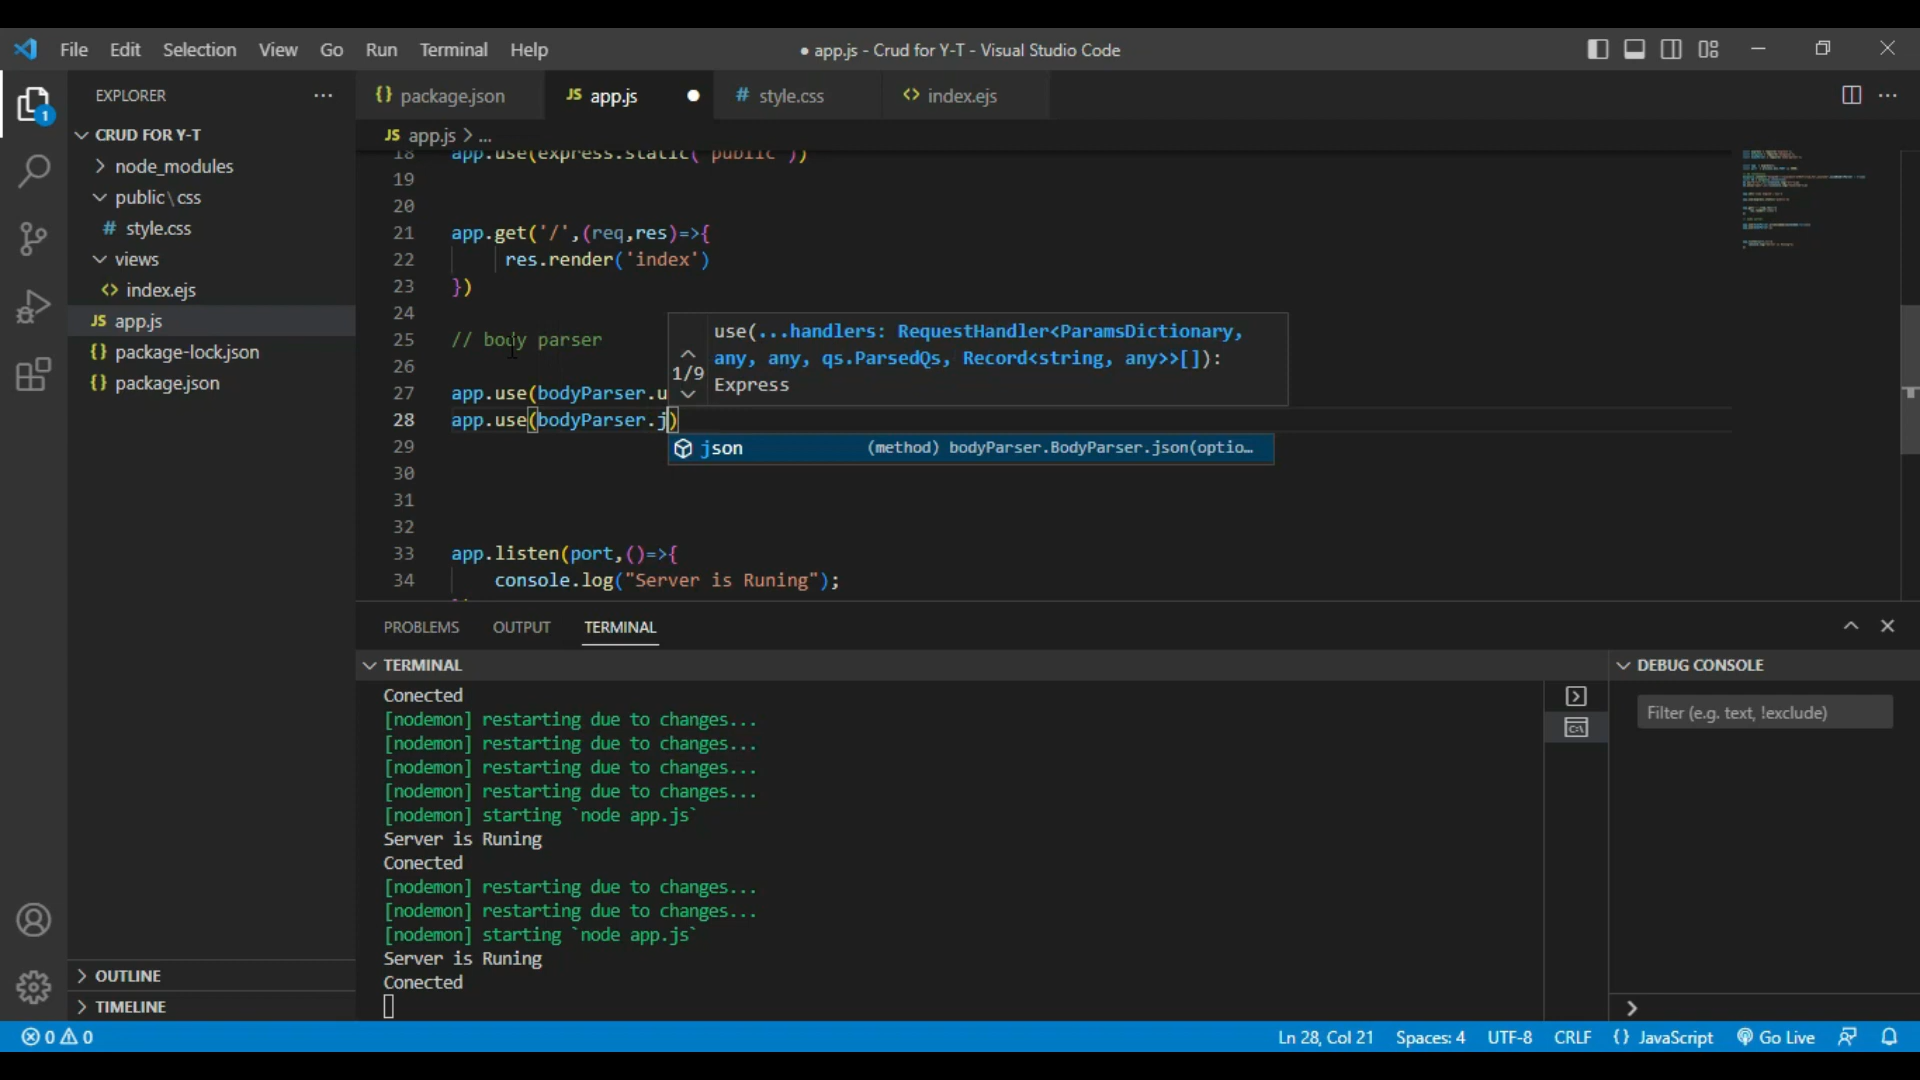 File Edit Selection View Go Run Terminal Help
● app.js - Crud for Y-T - Visual Studio Code
EXPLORER ...
1
CRUD FOR Y-T
node_modules
public\css
# style.css
views
<> index.ejs
JS app.js
{} package-lock.json
{} package.json
OUTLINE
TIMELINE
{} package.json
JS app.js
# style.css
<> index.ejs
JS app.js > ...
18 app.use(express.static('public'))
19
20
21 app.get('/',(req,res)=>{
22 res.render('index')
23 })
24
25 // body parser
26
27 app.use(bodyParser.u
28 app.use(bodyParser.j)
29
30
31
32
33 app.listen(port,()=>{
34 console.log("Server is Runing");
1/9
use(...handlers: RequestHandler<ParamsDictionary,
any, any, qs.ParsedQs, Record<string, any>>[]):
Express
json (method) bodyParser.BodyParser.json(optio…
PROBLEMS OUTPUT TERMINAL
TERMINAL
Conected
[nodemon] restarting due to changes...
[nodemon] restarting due to changes...
[nodemon] restarting due to changes...
[nodemon] restarting due to changes...
[nodemon] starting `node app.js`
Server is Runing
Conected
[nodemon] restarting due to changes...
[nodemon] restarting due to changes...
[nodemon] starting `node app.js`
Server is Runing
Conected
DEBUG CONSOLE
Filter (e.g. text, !exclude)
0 0
Ln 28, Col 21 Spaces: 4 UTF-8 CRLF {} JavaScript Go Live